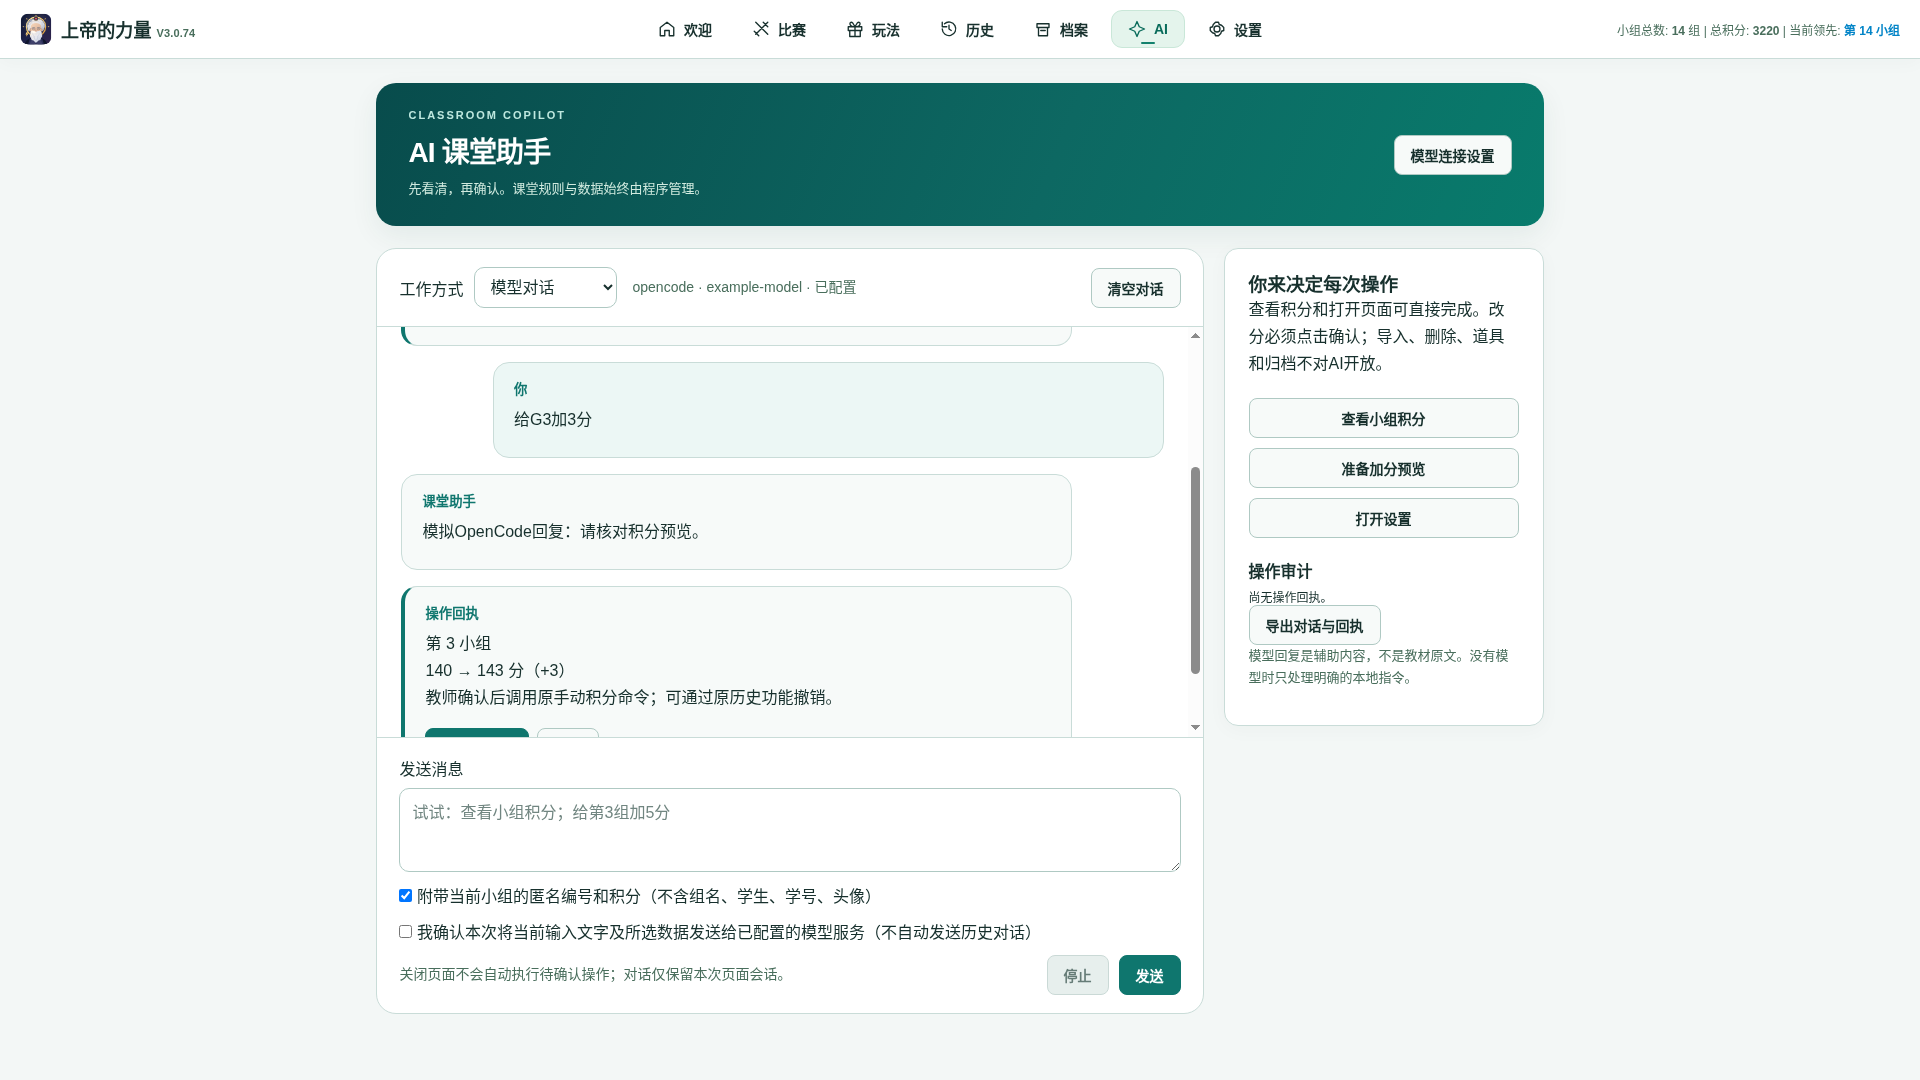 上帝的力量 V3.0.74
欢迎
比赛
玩法
历史
档案
AI
设置
小组总数: 14 组 | 总积分: 3220 | 当前领先: 第 14 小组
CLASSROOM COPILOT
AI 课堂助手
先看清，再确认。课堂规则与数据始终由程序管理。
模型连接设置
工作方式
模型对话
opencode · example-model · 已配置
清空对话
你
给G3加3分
课堂助手
模拟OpenCode回复：请核对积分预览。
操作回执
第 3 小组
140 → 143 分（+3）
教师确认后调用原手动积分命令；可通过原历史功能撤销。
发送消息
试试：查看小组积分；给第3组加5分
附带当前小组的匿名编号和积分（不含组名、学生、学号、头像）
我确认本次将当前输入文字及所选数据发送给已配置的模型服务（不自动发送历史对话）
关闭页面不会自动执行待确认操作；对话仅保留本次页面会话。
停止
发送
你来决定每次操作
查看积分和打开页面可直接完成。改
分必须点击确认；导入、删除、道具
和归档不对AI开放。
查看小组积分
准备加分预览
打开设置
操作审计
尚无操作回执。
导出对话与回执
模型回复是辅助内容，不是教材原文。没有模
型时只处理明确的本地指令。